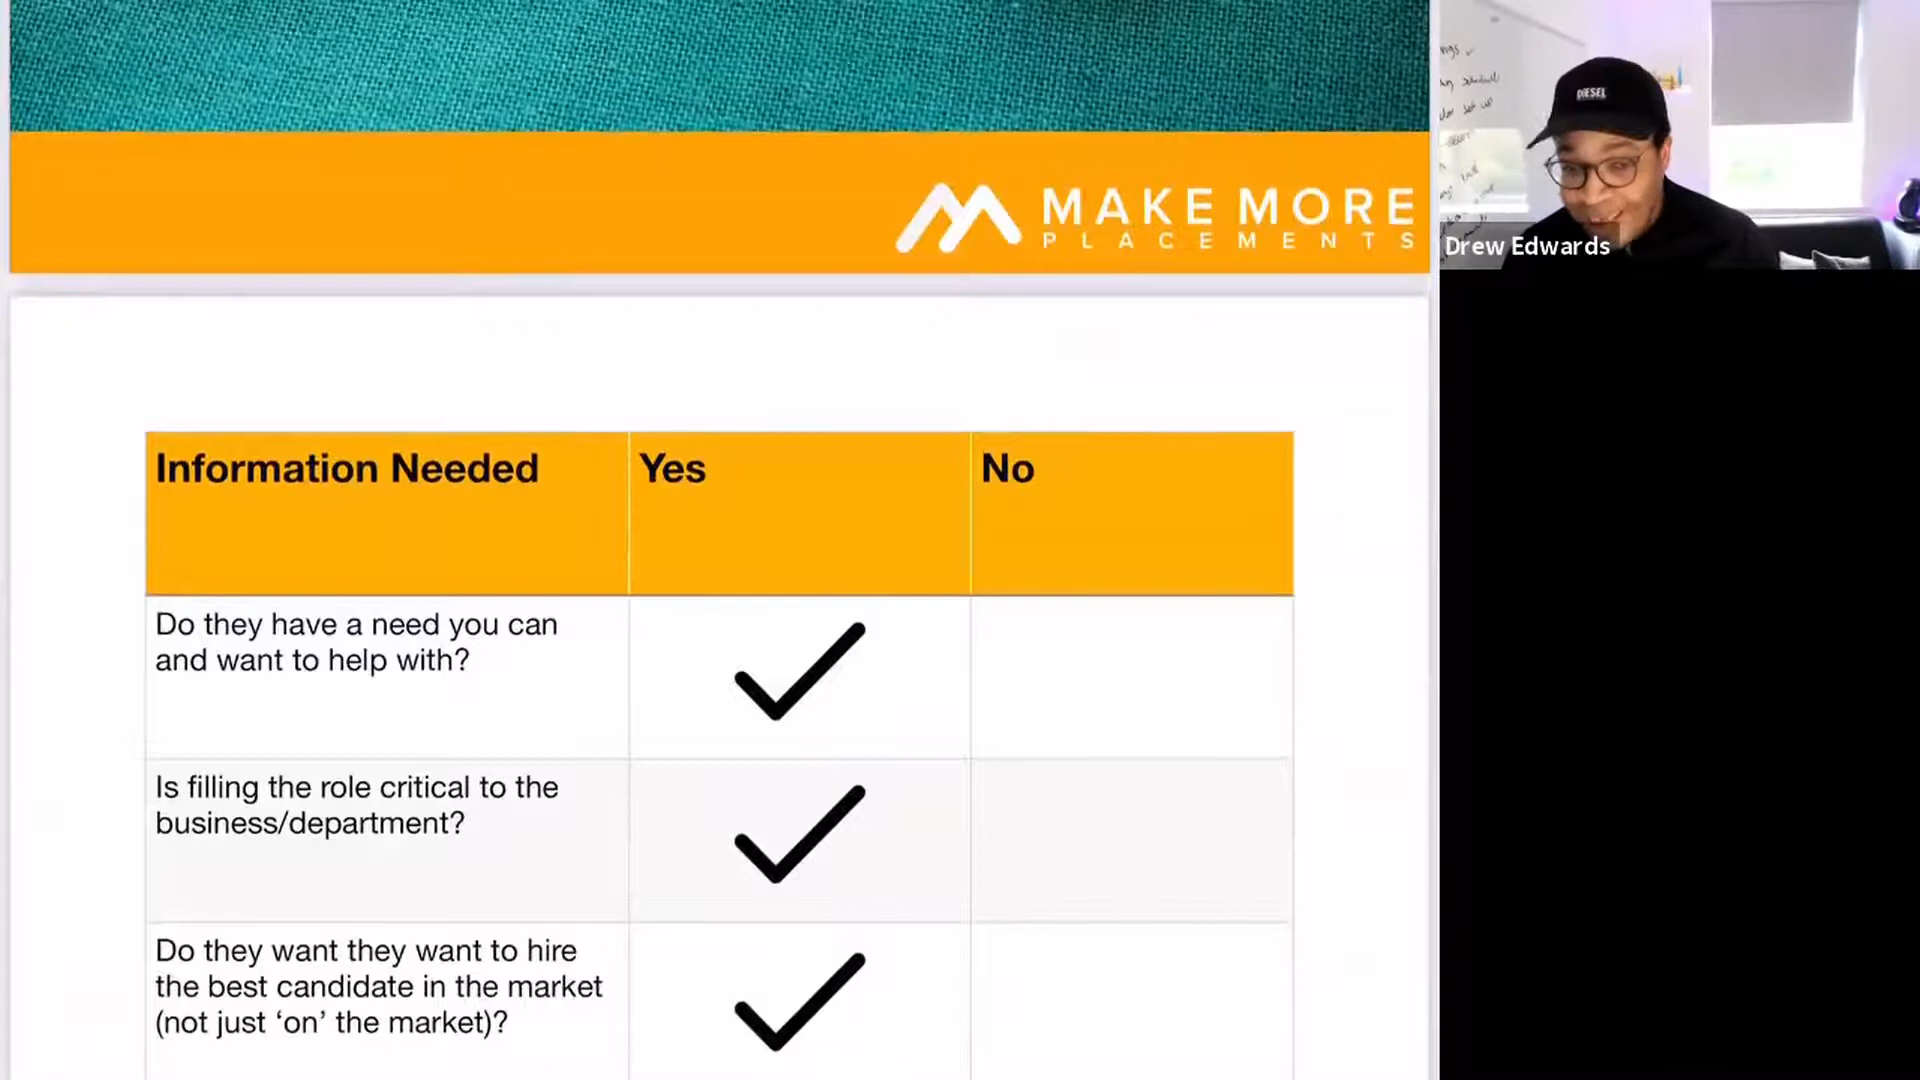 MAKE MORE
PLACEMENTS
DIESEL
Drew Edwards
Information Needed
Yes
No
Do they have a need you can
and want to help with?
Is filling the role critical to the
business/department?
Do they want they want to hire
the best candidate in the market
(not just ‘on’ the market)?